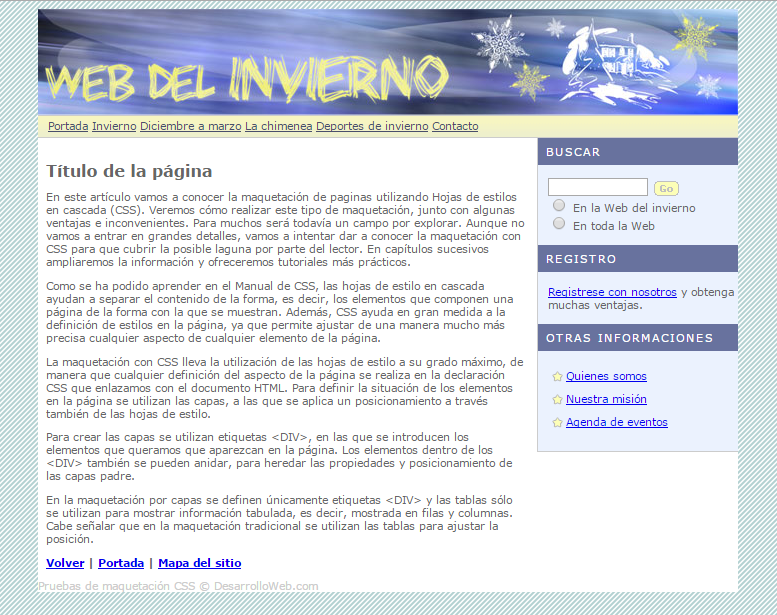 WEB DEL INVIERNO
Portada Invierno Diciembre a marzo La chimenea Deportes de invierno Contacto
Título de la página
En este artículo vamos a conocer la maquetación de paginas utilizando Hojas de estilos
en cascada (CSS). Veremos cómo realizar este tipo de maquetación, junto con algunas
ventajas e inconvenientes. Para muchos será todavía un campo por explorar. Aunque no
vamos a entrar en grandes detalles, vamos a intentar dar a conocer la maquetación con
CSS para que cubrir la posible laguna por parte del lector. En capítulos sucesivos
ampliaremos la información y ofreceremos tutoriales más prácticos.
Como se ha podido aprender en el Manual de CSS, las hojas de estilo en cascada
ayudan a separar el contenido de la forma, es decir, los elementos que componen una
página de la forma con la que se muestran. Además, CSS ayuda en gran medida a la
definición de estilos en la página, ya que permite ajustar de una manera mucho más
precisa cualquier aspecto de cualquier elemento de la página.
La maquetación con CSS lleva la utilización de las hojas de estilo a su grado máximo, de
manera que cualquier definición del aspecto de la página se realiza en la declaración
CSS que enlazamos con el documento HTML. Para definir la situación de los elementos
en la página se utilizan las capas, a las que se aplica un posicionamiento a través
también de las hojas de estilo.
Para crear las capas se utilizan etiquetas <DIV>, en las que se introducen los
elementos que queramos que aparezcan en la página. Los elementos dentro de los
<DIV> también se pueden anidar, para heredar las propiedades y posicionamiento de
las capas padre.
En la maquetación por capas se definen únicamente etiquetas <DIV> y las tablas sólo
se utilizan para mostrar información tabulada, es decir, mostrada en filas y columnas.
Cabe señalar que en la maquetación tradicional se utilizan las tablas para ajustar la
posición.
Volver | Portada | Mapa del sitio
BUSCAR
Go
En la Web del invierno
En toda la Web
REGISTRO
Registrese con nosotros y obtenga
muchas ventajas.
OTRAS INFORMACIONES
Quienes somos
Nuestra misión
Agenda de eventos
Pruebas de maquetación CSS © DesarrolloWeb.com